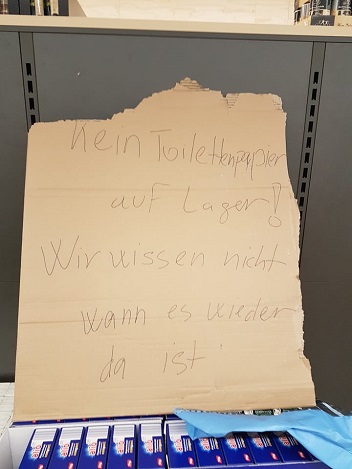 Kein Toilettenpapier
auf Lager!
Wir wissen nicht
wann es wieder
da ist